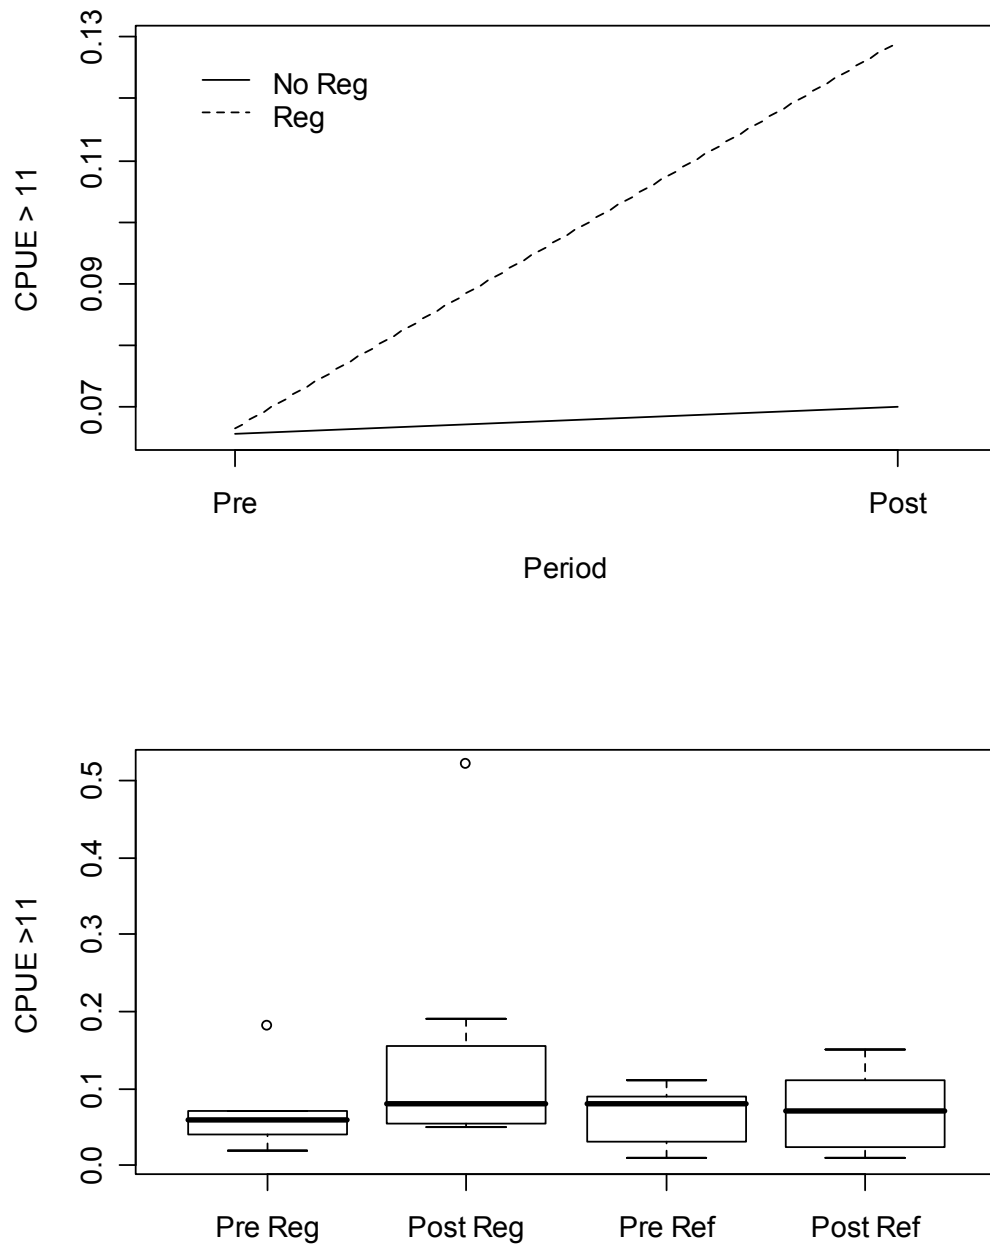 0.13
0.11
0.09
0.07
CPUE > 11
No Reg
Reg
Pre
Post
Period
0.5
0.4
0.3
0.2
0.1
0.0
CPUE >11
Pre Reg
Post Reg
Pre Ref
Post Ref